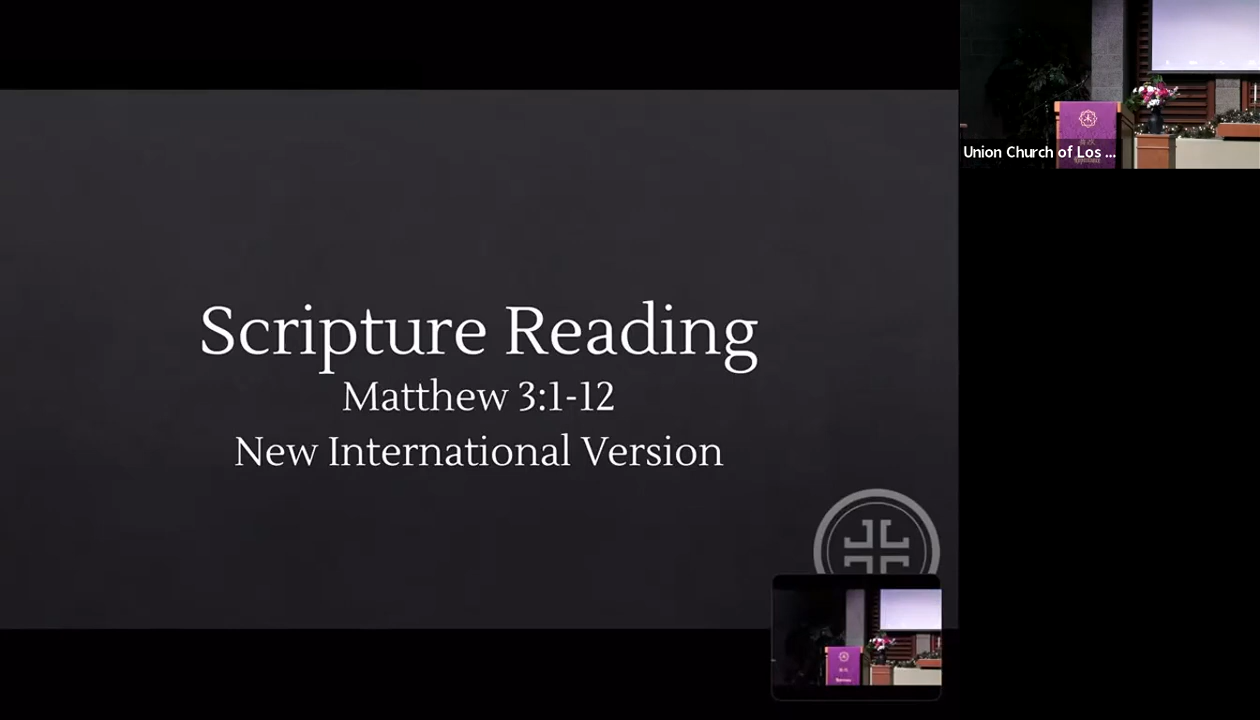 Scripture Reading
Matthew 3:1-12
New International Version
Union Church of Los ...